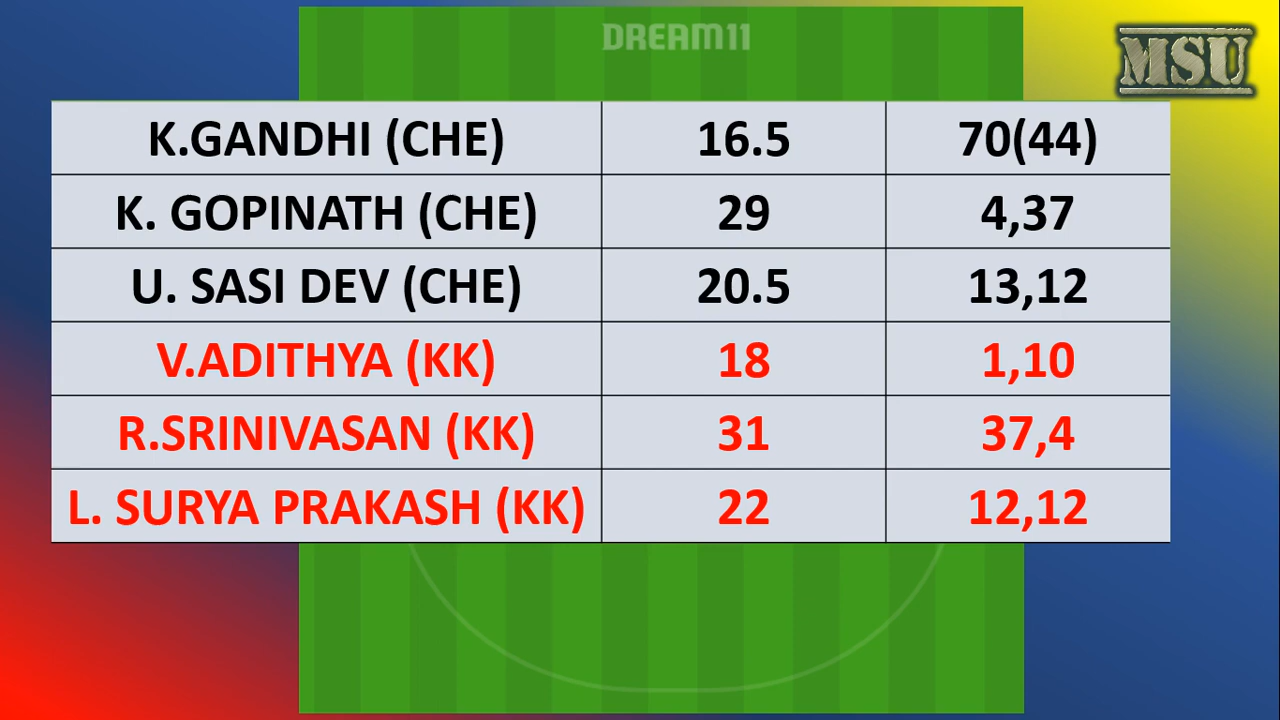 DREAM11
MSU
K.GANDHI (CHE) 16.5 70(44)
K. GOPINATH (CHE) 29 4,37
U. SASI DEV (CHE) 20.5 13,12
V.ADITHYA (KK) 18 1,10
R.SRINIVASAN (KK) 31 37,4
L. SURYA PRAKASH (KK) 22 12,12